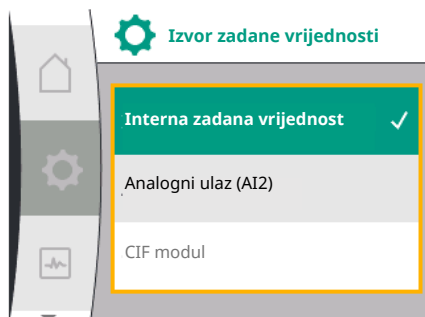 Izvor zadane vrijednosti
Interna zadana vrijednost
Analogni ulaz (AI2)
CIF modul